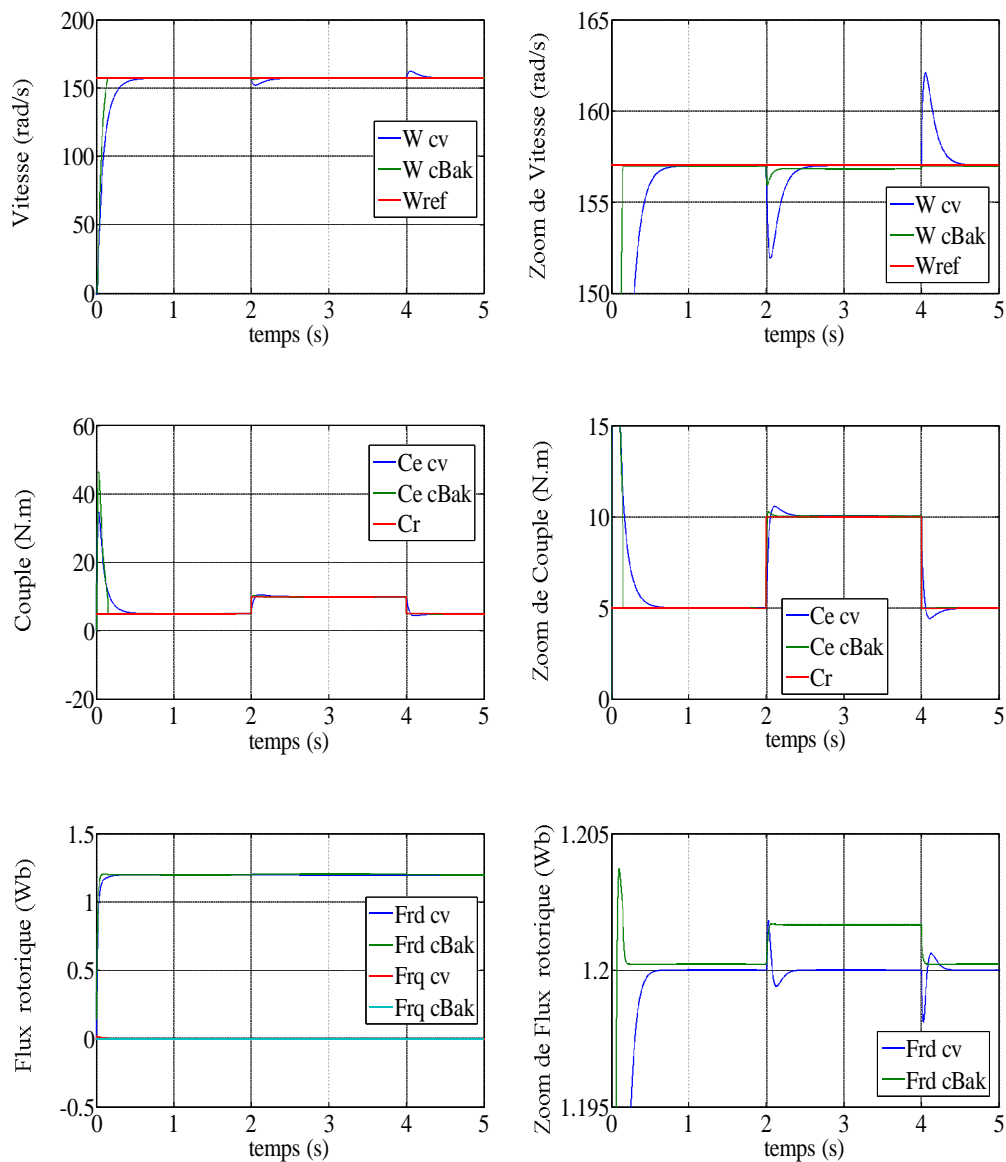 Vitesse (rad/s)
200
150
100
50
0
W cv
W cBak
Wref
0 1 2 3 4 5
temps (s)
Zoom de Vitesse (rad/s)
165
160
155
150
W cv
W cBak
Wref
0 1 2 3 4 5
temps (s)
Couple (N.m)
60
40
20
0
-20
Ce cv
Ce cBak
Cr
0 1 2 3 4 5
temps (s)
Zoom de Couple (N.m)
15
10
5
0
Ce cv
Ce cBak
Cr
0 1 2 3 4 5
temps (s)
Flux rotorique (Wb)
1.5
1
0.5
0
-0.5
Frd cv
Frd cBak
Frq cv
Frq cBak
0 1 2 3 4 5
temps (s)
Zoom de Flux rotorique (Wb)
1.205
1.2
1.195
Frd cv
Frd cBak
0 1 2 3 4 5
temps (s)